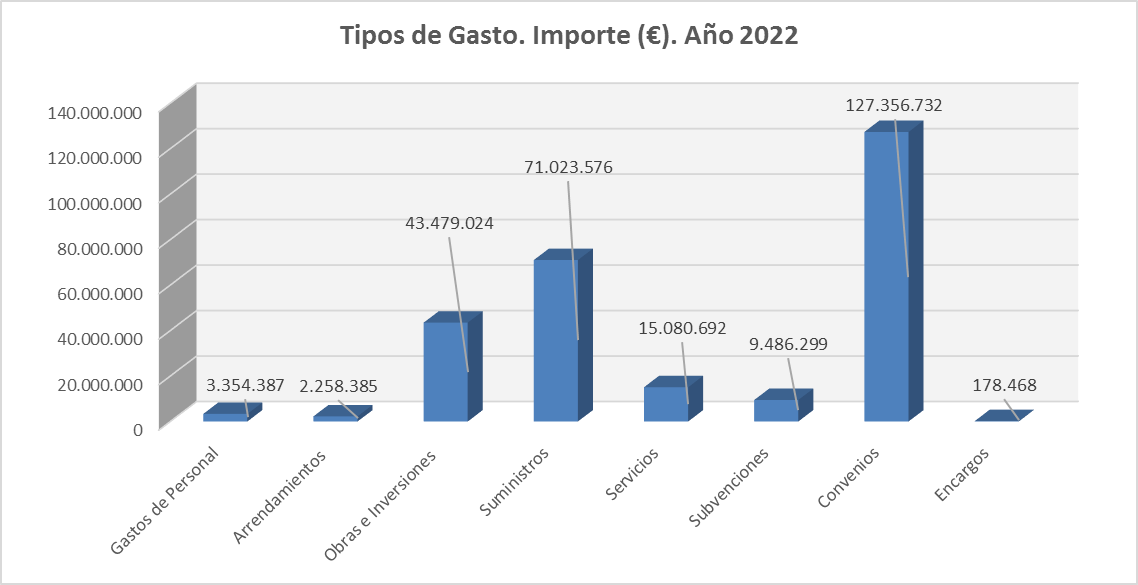 Tipos de Gasto. Importe (€). Año 2022
140.000.000
120.000.000
100.000.000
80.000.000
60.000.000
40.000.000
20.000.000
0
3.354.387
2.258.385
43.479.024
71.023.576
15.080.692
9.486.299
127.356.732
178.468
Gastos de Personal
Arrendamientos
Obras e Inversiones
Suministros
Servicios
Subvenciones
Convenios
Encargos